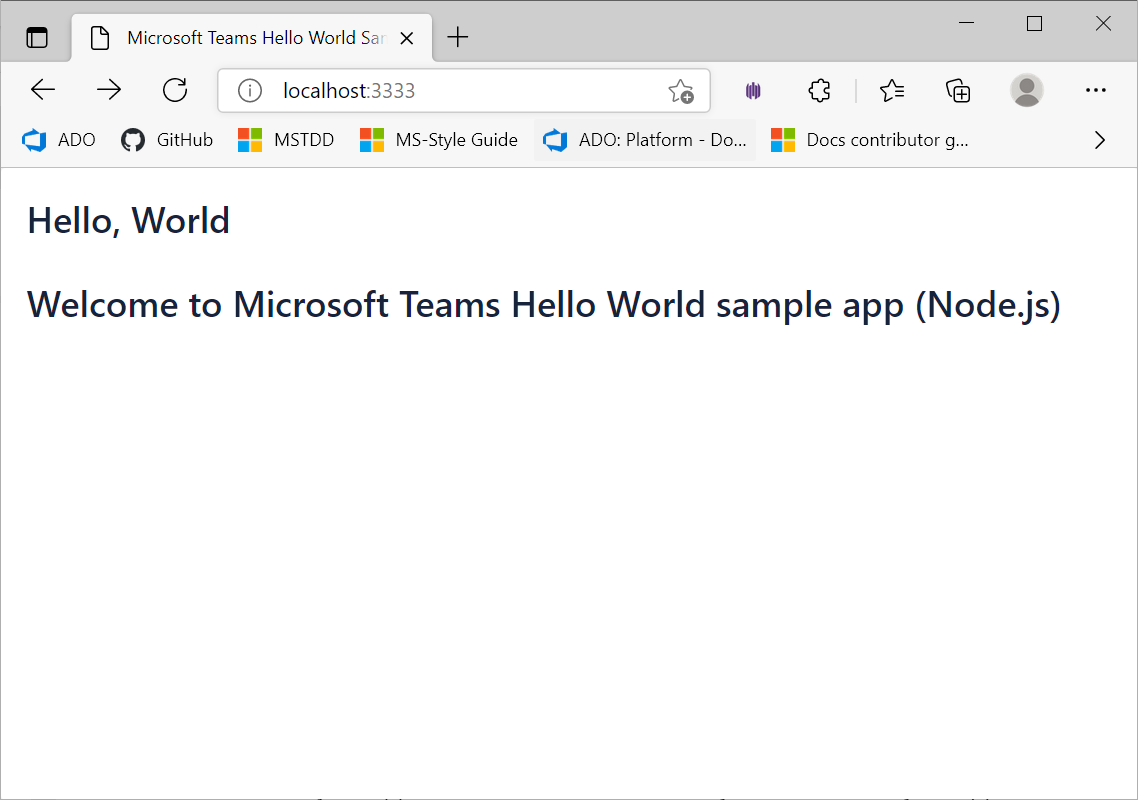 Microsoft Teams Hello World Sar
localhost:3333
ADO GitHub MSTDD MS-Style Guide ADO: Platform - Do... Docs contributor g...
Hello, World
Welcome to Microsoft Teams Hello World sample app (Node.js)